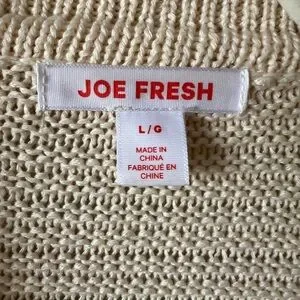 JOE FRESH
L/G
MADE IN
CHINA
FABRIQUÉ EN
CHINE